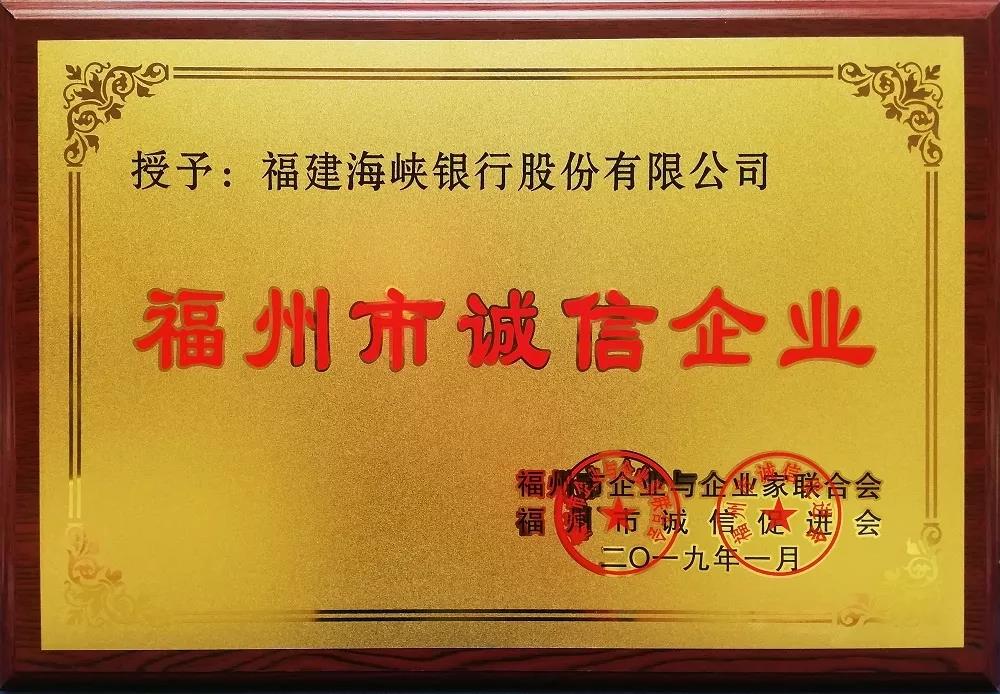 授予：福建海峡银行股份有限公司
福州市诚信企业
福州市企业与企业家联合会
福州市诚信促进会
二〇一九年一月